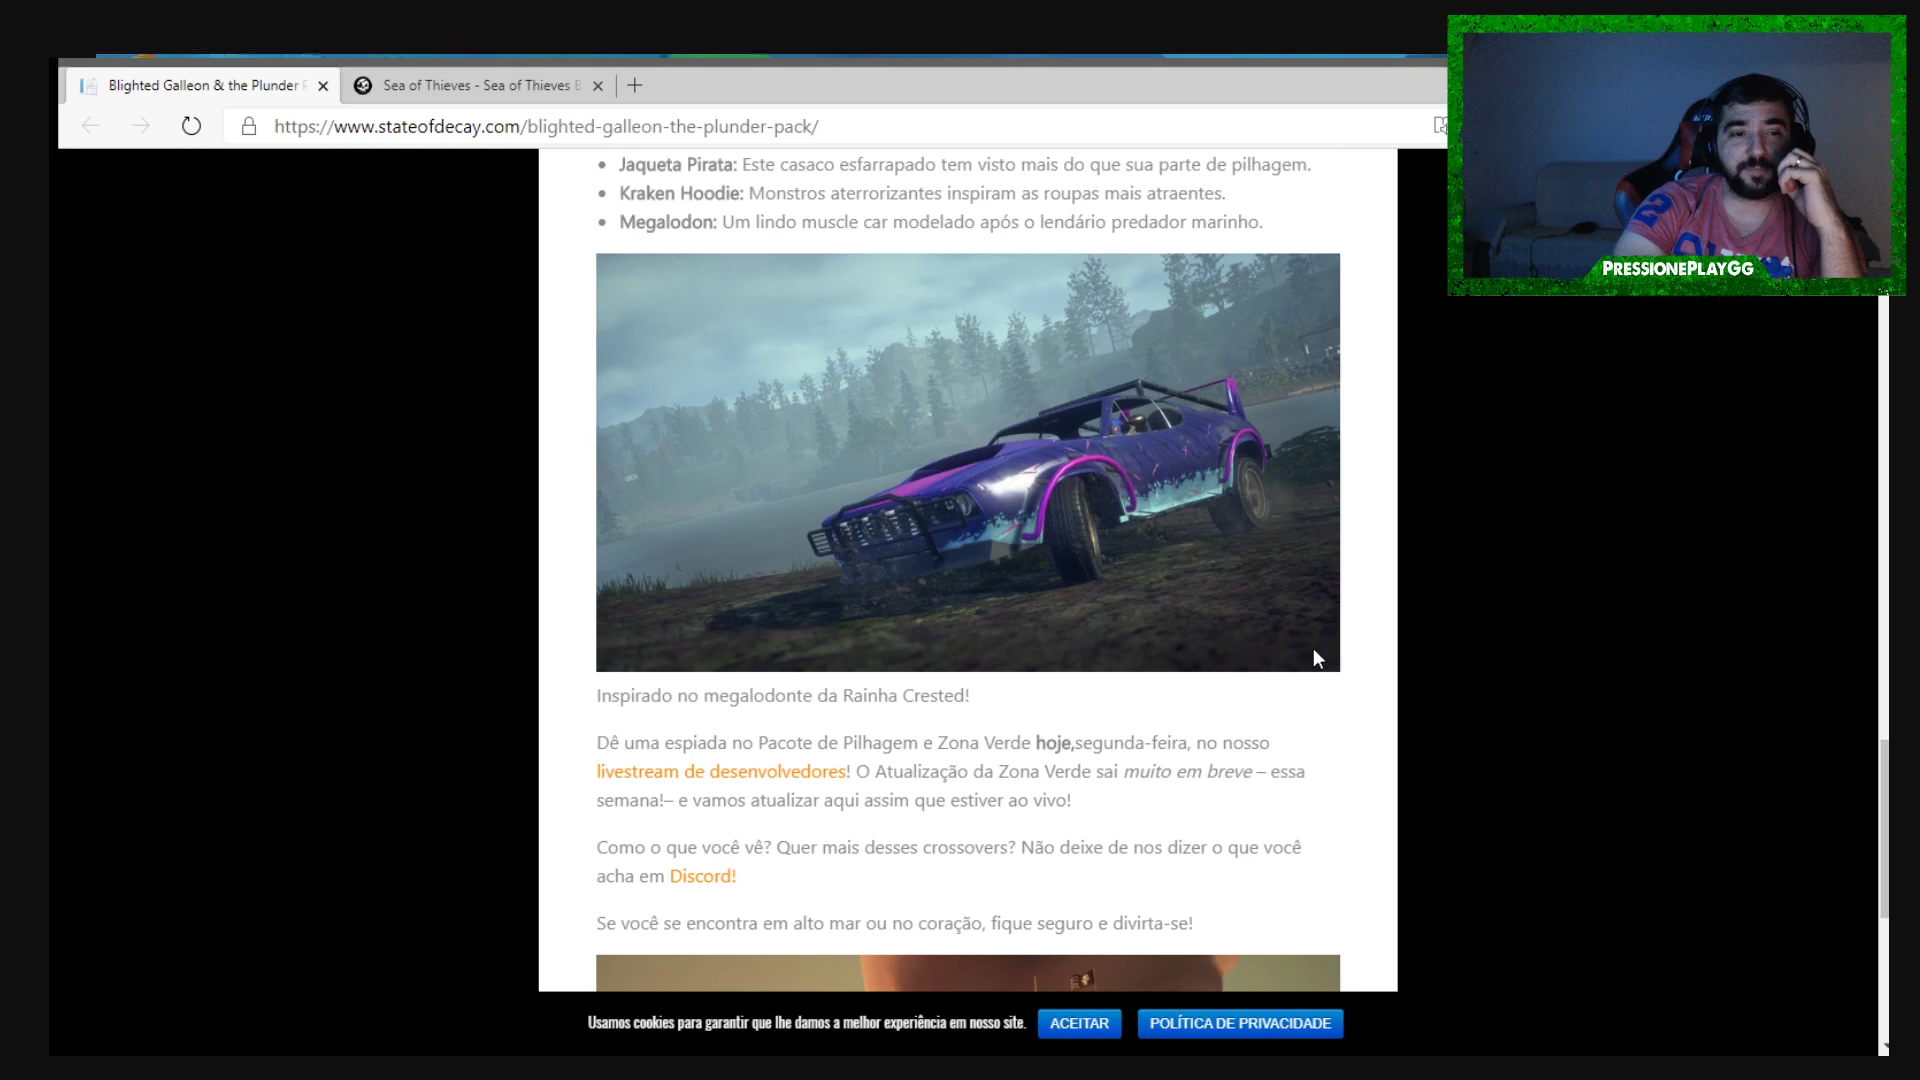 Blighted Galleon & the Plunder
Sea of Thieves - Sea of Thieves
https://www.stateofdecay.com/blighted-galleon-the-plunder-pack/
PRESSIONEPLAYGG
• Jaqueta Pirata: Este casaco esfarrapado tem visto mais do que sua parte de pilhagem.
• Kraken Hoodie: Monstros aterrorizantes inspiram as roupas mais atraentes.
• Megalodon: Um lindo muscle car modelado após o lendário predador marinho.
Inspirado no megalodonte da Rainha Crested!
Dê uma espiada no Pacote de Pilhagem e Zona Verde hoje,segunda-feira, no nosso
livestream de desenvolvedores! O Atualização da Zona Verde sai muito em breve – essa
semana!– e vamos atualizar aqui assim que estiver ao vivo!
Como o que você vê? Quer mais desses crossovers? Não deixe de nos dizer o que você
acha em Discord!
Se você se encontra em alto mar ou no coração, fique seguro e divirta-se!
Usamos cookies para garantir que lhe damos a melhor experiência em nosso site.
ACEITAR
POLÍTICA DE PRIVACIDADE